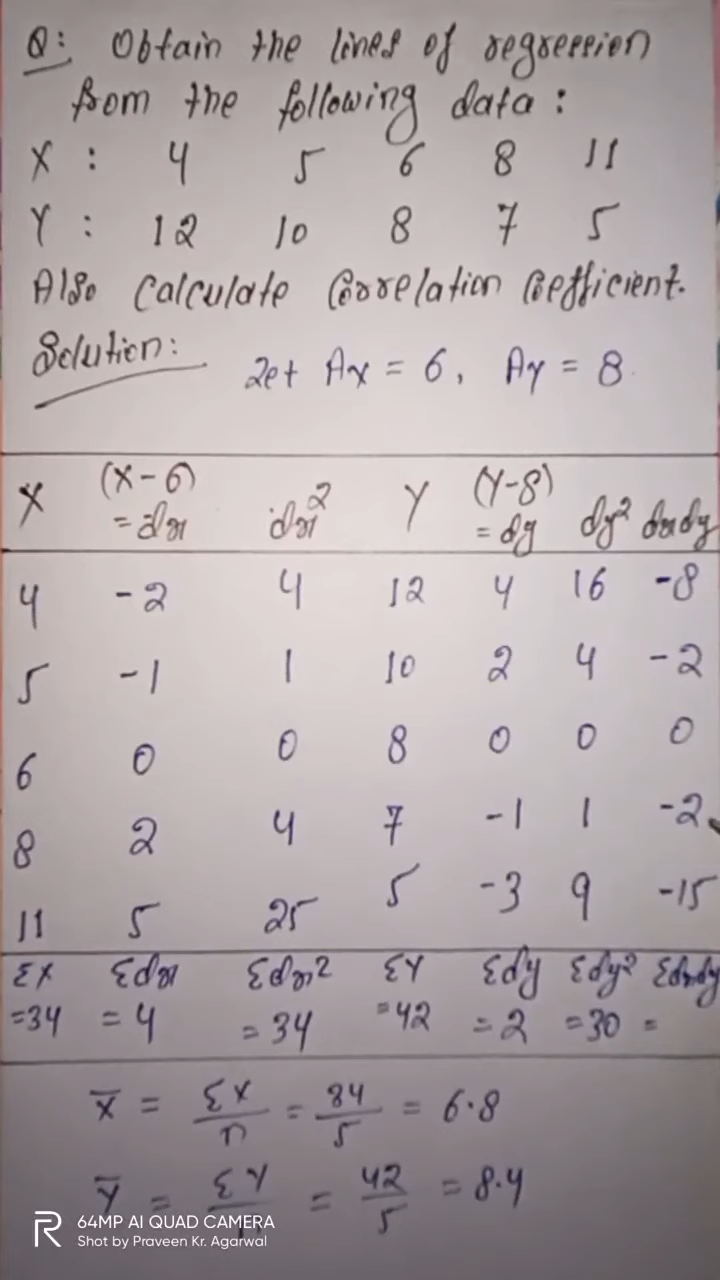 Q: Obtain the lines of regression
from the following data :
X : 4 5 6 8 11
Y : 12 10 8 7 5
Also Calculate Correlation Coefficient.
Solution: Let Ax = 6, Ay = 8.
X (X-6) = dx dx² Y (Y-8) = dy dy² dxdy
4 -2 4 12 4 16 -8
5 -1 1 10 2 4 -2
6 0 0 8 0 0 0
8 2 4 7 -1 1 -2
11 5 25 5 -3 9 -15
ΣX Σdx Σdx² ΣY Σdy Σdy² Σdxdy
=34 = 4 = 34 =42 = 2 =30 =
X̄ = ΣX/n = 34/5 = 6.8
Ȳ = ΣY/n = 42/5 = 8.4
64MP AI QUAD CAMERA
Shot by Praveen Kr. Agarwal